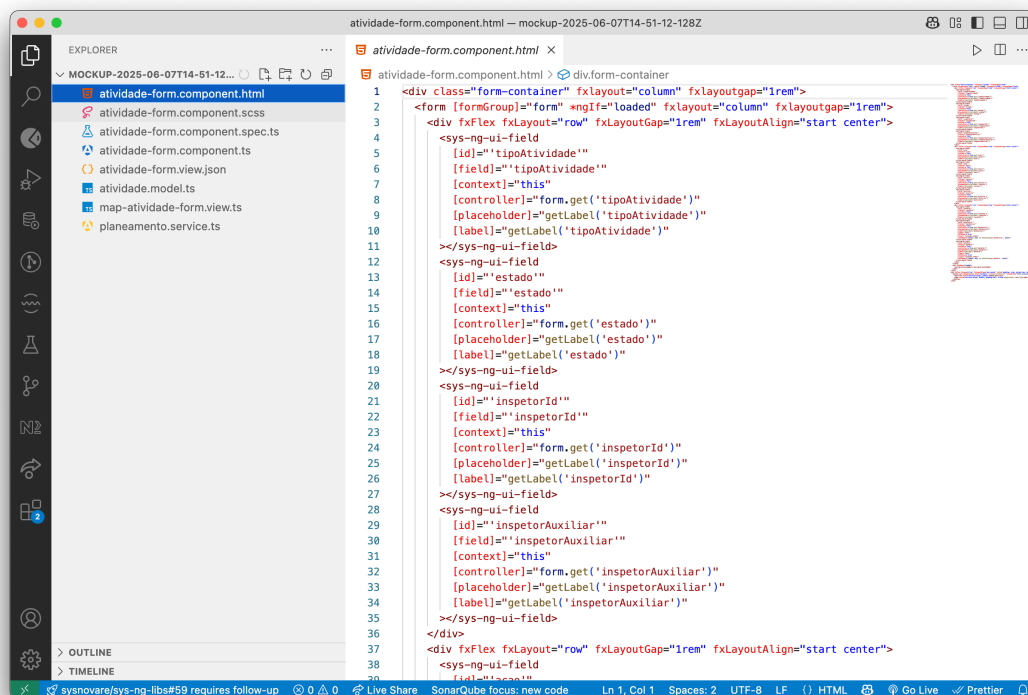 atividade-form.component.html — mockup-2025-06-07T14-51-12-128Z
EXPLORER
MOCKUP-2025-06-07T14-51-12...
atividade-form.component.html
atividade-form.component.scss
atividade-form.component.spec.ts
atividade-form.component.ts
atividade-form.view.json
atividade.model.ts
map-atividade-form.view.ts
planeamento.service.ts
OUTLINE
TIMELINE
2
atividade-form.component.html
atividade-form.component.html > div.form-container
1 <div class="form-container" fxlayout="column" fxlayoutgap="1rem">
2 <form [formGroup]="form" *ngIf="loaded" fxlayout="column" fxlayoutgap="1rem">
3 <div fxFlex fxLayout="row" fxLayoutGap="1rem" fxLayoutAlign="start center">
4 <sys-ng-ui-field
5 [id]="'tipoAtividade'"
6 [field]="'tipoAtividade'"
7 [context]="this"
8 [controller]="form.get('tipoAtividade')"
9 [placeholder]="getLabel('tipoAtividade')"
10 [label]="getLabel('tipoAtividade')"
11 ></sys-ng-ui-field>
12 <sys-ng-ui-field
13 [id]="'estado'"
14 [field]="'estado'"
15 [context]="this"
16 [controller]="form.get('estado')"
17 [placeholder]="getLabel('estado')"
18 [label]="getLabel('estado')"
19 ></sys-ng-ui-field>
20 <sys-ng-ui-field
21 [id]="'inspetorId'"
22 [field]="'inspetorId'"
23 [context]="this"
24 [controller]="form.get('inspetorId')"
25 [placeholder]="getLabel('inspetorId')"
26 [label]="getLabel('inspetorId')"
27 ></sys-ng-ui-field>
28 <sys-ng-ui-field
29 [id]="'inspetorAuxiliar'"
30 [field]="'inspetorAuxiliar'"
31 [context]="this"
32 [controller]="form.get('inspetorAuxiliar')"
33 [placeholder]="getLabel('inspetorAuxiliar')"
34 [label]="getLabel('inspetorAuxiliar')"
35 ></sys-ng-ui-field>
36 </div>
37 <div fxFlex fxLayout="row" fxLayoutGap="1rem" fxLayoutAlign="start center">
38 <sys-ng-ui-field
39 [id]="'acao'"
sysnovare/sys-ng-libs#59 requires follow-up 0 0 Live Share SonarQube focus: new code Ln 1, Col 1 Spaces: 2 UTF-8 LF {} HTML Go Live Prettier